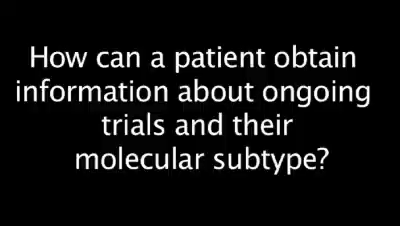 How can a patient obtain
information about ongoing
trials and their
molecular subtype?